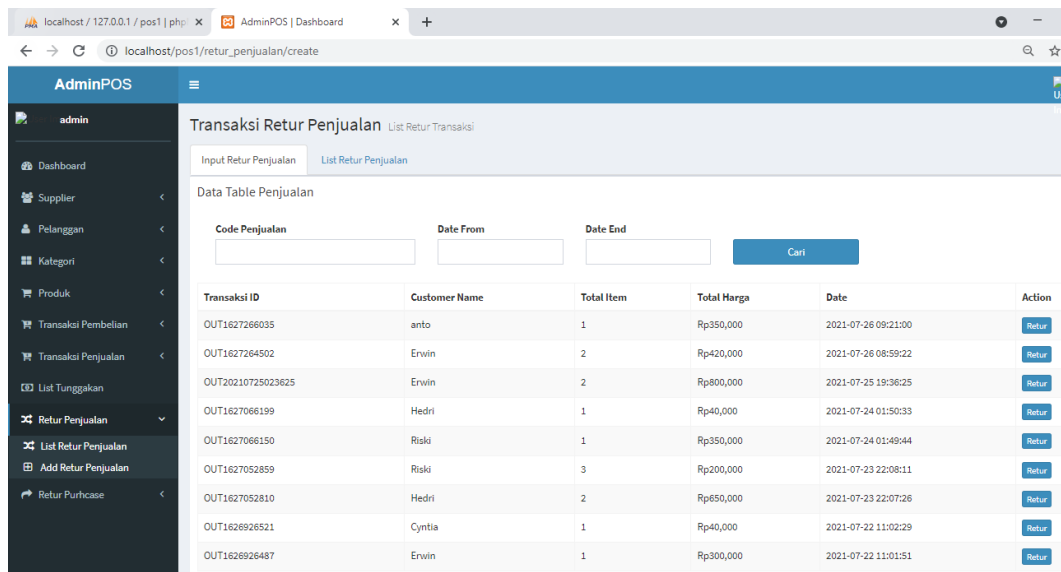 localhost / 127.0.0.1 / pos1 | php
AdminPOS | Dashboard
localhost/pos1/retur_penjualan/create
AdminPOS
admin
Dashboard
Supplier
Pelanggan
Kategori
Produk
Transaksi Pembelian
Transaksi Penjualan
List Tunggakan
Retur Penjualan
List Retur Penjualan
Add Retur Penjualan
Retur Purhcase
Transaksi Retur Penjualan List Retur Transaksi
Input Retur Penjualan List Retur Penjualan
Data Table Penjualan
Code Penjualan Date From Date End
Cari
Transaksi ID Customer Name Total Item Total Harga Date Action
OUT1627266035 anto 1 Rp350,000 2021-07-26 09:21:00 Retur
OUT1627264502 Erwin 2 Rp420,000 2021-07-26 08:59:22 Retur
OUT20210725023625 Erwin 2 Rp800,000 2021-07-25 19:36:25 Retur
OUT1627066199 Hedri 1 Rp40,000 2021-07-24 01:50:33 Retur
OUT1627066150 Riski 1 Rp350,000 2021-07-24 01:49:44 Retur
OUT1627052859 Riski 3 Rp200,000 2021-07-23 22:08:11 Retur
OUT1627052810 Hedri 2 Rp650,000 2021-07-23 22:07:26 Retur
OUT1626926521 Cyntia 1 Rp40,000 2021-07-22 11:02:29 Retur
OUT1626926487 Erwin 1 Rp300,000 2021-07-22 11:01:51 Retur